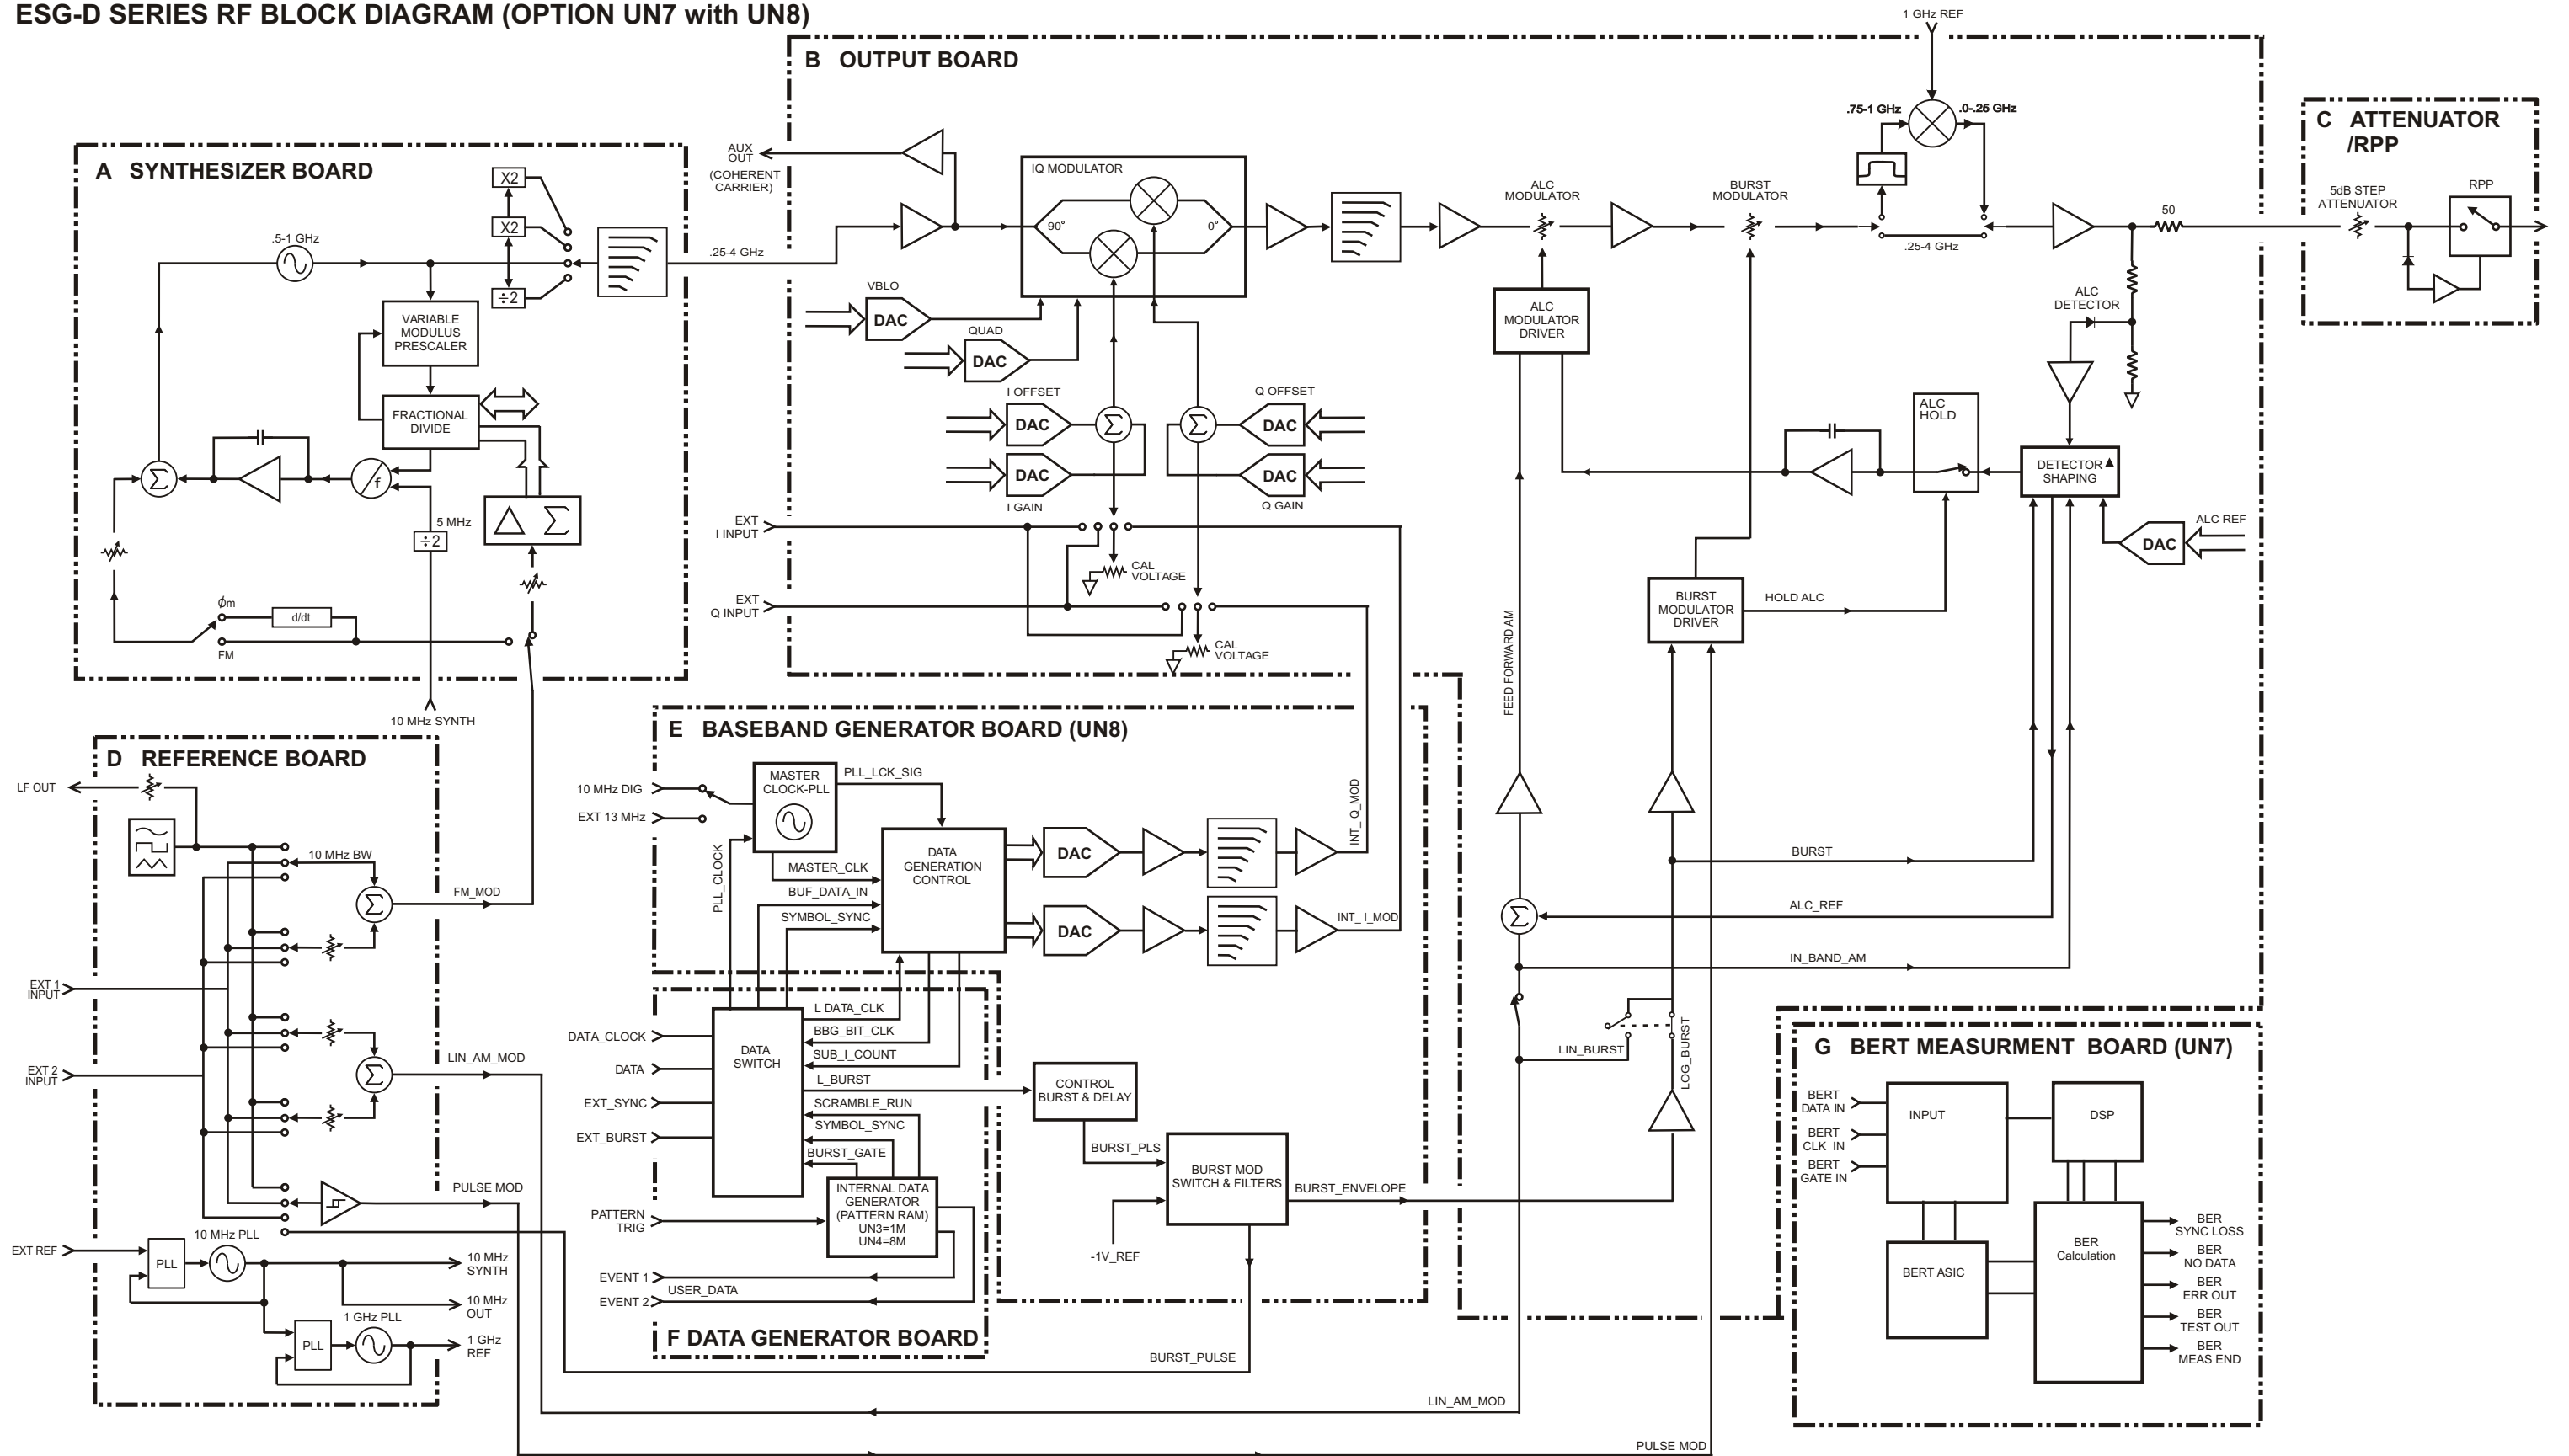 ESG-D SERIES RF BLOCK DIAGRAM (OPTION UN7 with UN8)
1 GHz REF
B OUTPUT BOARD
.75-1 GHz
.0-.25 GHz
C ATTENUATOR
/RPP
A SYNTHESIZER BOARD
AUX
OUT
(COHERENT
CARRIER)
X2
X2
÷2
.5-1 GHz
.25-4 GHz
IQ MODULATOR
90°
0°
ALC
MODULATOR
BURST
MODULATOR
.25-4 GHz
50
5dB STEP
ATTENUATOR
RPP
VARIABLE
MODULUS
PRESCALER
VBLO
DAC
QUAD
DAC
ALC
MODULATOR
DRIVER
ALC
DETECTOR
FRACTIONAL
DIVIDE
I OFFSET
DAC
Σ
Σ
Q OFFSET
DAC
DAC
I GAIN
DAC
Q GAIN
ALC
HOLD
DETECTOR
SHAPING
Σ
f
Δ Σ
5 MHz
÷2
EXT
I INPUT
CAL
VOLTAGE
ALC REF
DAC
ϕm
d/dt
FM
EXT
Q INPUT
CAL
VOLTAGE
BURST
MODULATOR
DRIVER
HOLD ALC
FEED FORWARD AM
10 MHz SYNTH
E BASEBAND GENERATOR BOARD (UN8)
D REFERENCE BOARD
LF OUT
10 MHz DIG
EXT 13 MHz
MASTER
CLOCK-PLL
PLL_LCK_SIG
INT_ Q_MOD
10 MHz BW
Σ
FM_MOD
PLL_CLOCK
MASTER_CLK
BUF_DATA_IN
SYMBOL_SYNC
DATA
GENERATION
CONTROL
DAC
DAC
INT_ I_MOD
BURST
Σ
ALC_REF
IN_BAND_AM
EXT 1
INPUT
EXT 2
INPUT
Σ
LIN_AM_MOD
DATA_CLOCK
DATA
EXT_SYNC
EXT_BURST
DATA
SWITCH
L DATA_CLK
BBG_BIT_CLK
SUB_I_COUNT
L_BURST
SCRAMBLE_RUN
SYMBOL_SYNC
BURST_GATE
CONTROL
BURST & DELAY
LIN_BURST
LOG_BURST
G BERT MEASURMENT BOARD (UN7)
BERT
DATA IN
BERT
CLK IN
BERT
GATE IN
INPUT
DSP
BURST_PLS
BURST MOD
SWITCH & FILTERS
BURST_ENVELOPE
-1V_REF
PULSE MOD
PATTERN
TRIG
INTERNAL DATA
GENERATOR
(PATTERN RAM)
UN3=1M
UN4=8M
EVENT 1
USER_DATA
EVENT 2
F DATA GENERATOR BOARD
BERT ASIC
BER
Calculation
BER
SYNC LOSS
BER
NO DATA
BER
ERR OUT
BER
TEST OUT
BER
MEAS END
EXT REF
PLL
10 MHz PLL
10 MHz
SYNTH
10 MHz
OUT
PLL
1 GHz PLL
1 GHz
REF
BURST_PULSE
LIN_AM_MOD
PULSE MOD